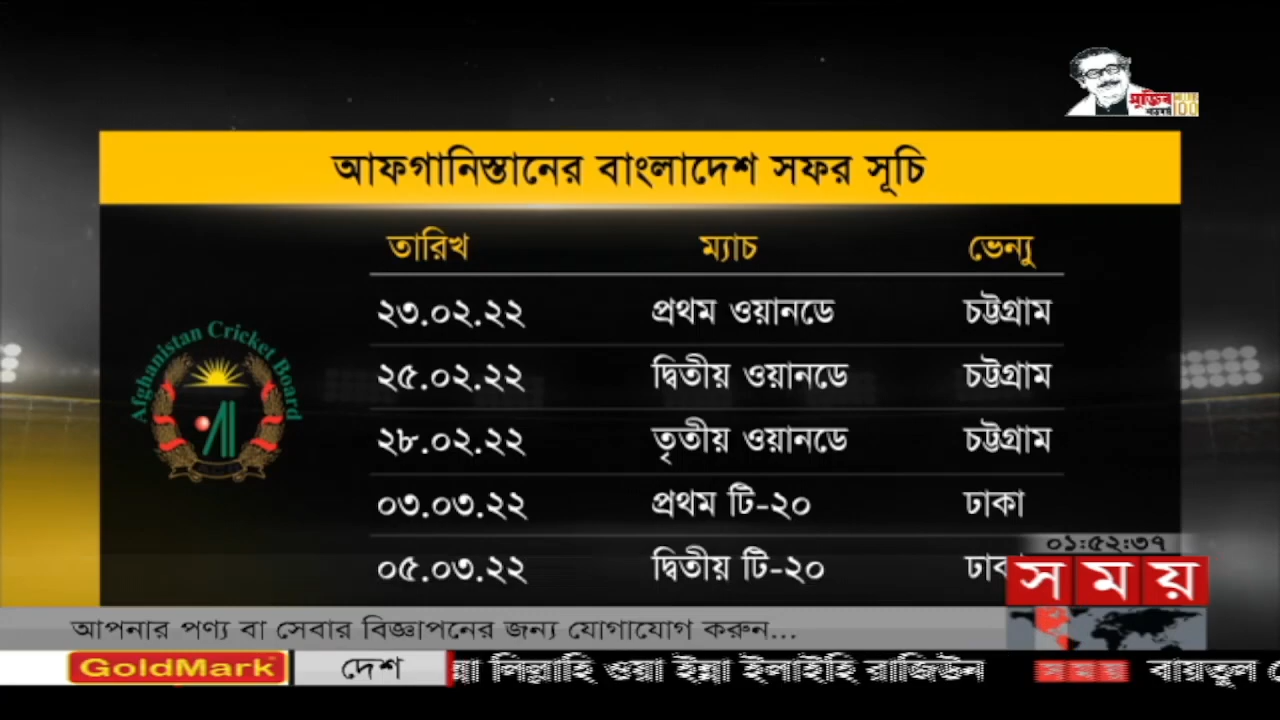 মুজিব
100
আফগানিস্তানের বাংলাদেশ সফর সূচি
তারিখ ম্যাচ ভেন্যু
২৩.০২.২২ প্রথম ওয়ানডে চট্টগ্রাম
২৫.০২.২২ দ্বিতীয় ওয়ানডে চট্টগ্রাম
২৮.০২.২২ তৃতীয় ওয়ানডে চট্টগ্রাম
০৩.০৩.২২ প্রথম টি-২০ ঢাকা
০৫.০৩.২২ দ্বিতীয় টি-২০
Afghanistan Cricket Board
০১:৫২:৩৭
সময়
আপনার পণ্য বা সেবার বিজ্ঞাপনের জন্য যোগাযোগ করুন...
GoldMark দেশ লিল্লাহি ওয়া ইন্না ইলাইহি রাজিউন সময় বায়তুল